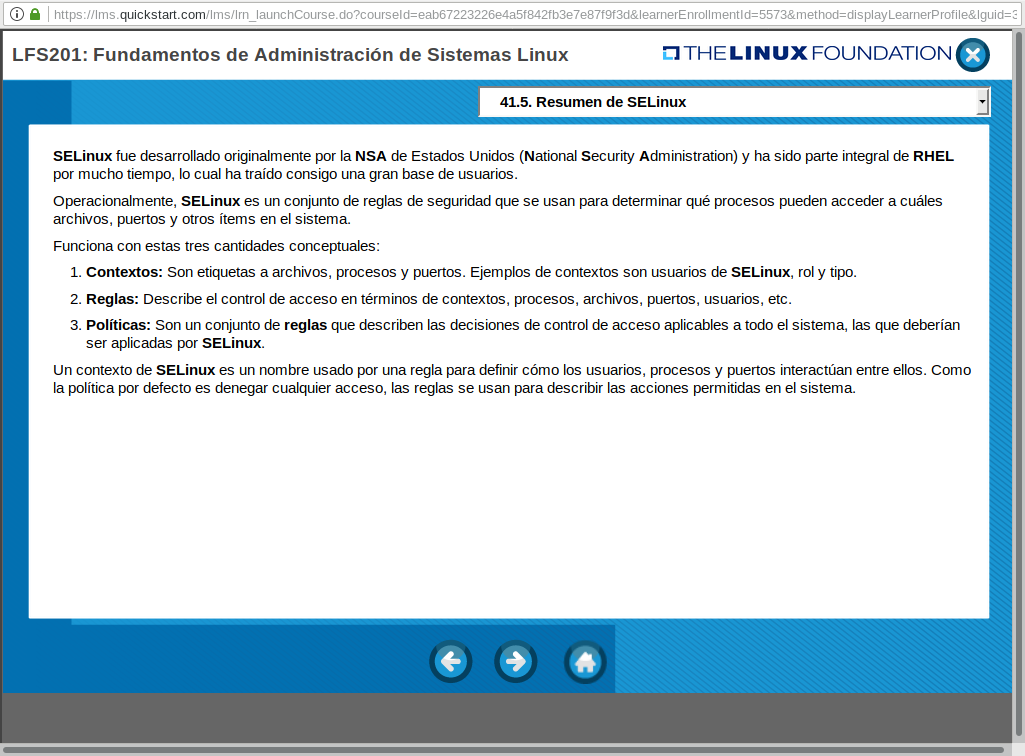 https://lms.quickstart.com/lms/lrn_launchCourse.do?courseId=eab67223226e4a5f842fb3e7e87f9f3d&learnerEnrollmentId=5573&method=displayLearnerProfile&lguid=3
LFS201: Fundamentos de Administración de Sistemas Linux
THE LINUX FOUNDATION
41.5. Resumen de SELinux
SELinux fue desarrollado originalmente por la NSA de Estados Unidos (National Security Administration) y ha sido parte integral de RHEL
por mucho tiempo, lo cual ha traído consigo una gran base de usuarios.
Operacionalmente, SELinux es un conjunto de reglas de seguridad que se usan para determinar qué procesos pueden acceder a cuáles
archivos, puertos y otros ítems en el sistema.
Funciona con estas tres cantidades conceptuales:
1. Contextos: Son etiquetas a archivos, procesos y puertos. Ejemplos de contextos son usuarios de SELinux, rol y tipo.
2. Reglas: Describe el control de acceso en términos de contextos, procesos, archivos, puertos, usuarios, etc.
3. Políticas: Son un conjunto de reglas que describen las decisiones de control de acceso aplicables a todo el sistema, las que deberían
ser aplicadas por SELinux.
Un contexto de SELinux es un nombre usado por una regla para definir cómo los usuarios, procesos y puertos interactúan entre ellos. Como
la política por defecto es denegar cualquier acceso, las reglas se usan para describir las acciones permitidas en el sistema.